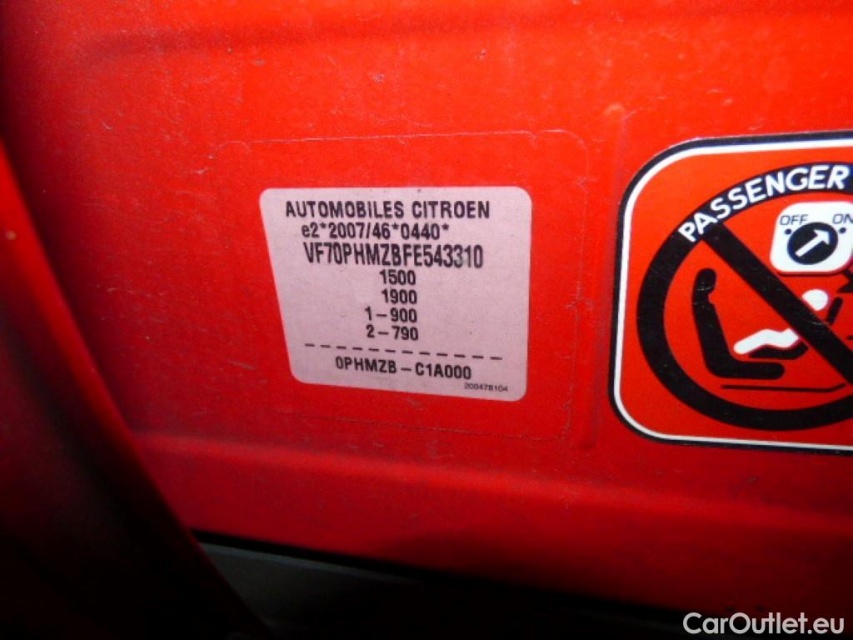 AUTOMOBILES CITROEN
e2*2007/46*0440*
VF70PHMZBFE543310
1500
1900
1-900
2-790
0PHMZB-C1A000
200478104
PASSENGER
OFF ON
CarOutlet.eu